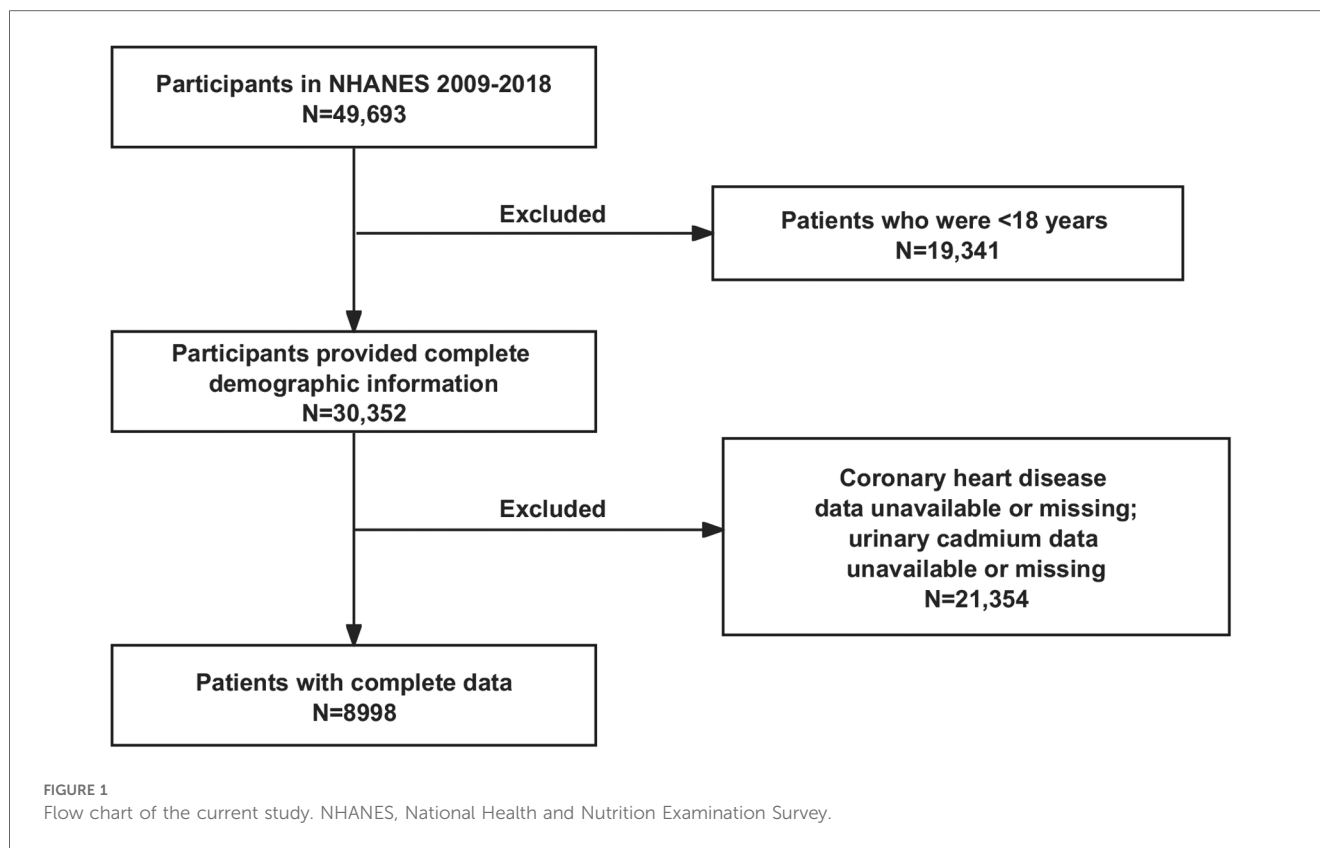 Participants in NHANES 2009-2018
N=49,693
Excluded
Patients who were <18 years
N=19,341
Participants provided complete
demographic information
N=30,352
Excluded
Coronary heart disease
data unavailable or missing;
urinary cadmium data
unavailable or missing
N=21,354
Patients with complete data
N=8998
FIGURE 1
Flow chart of the current study. NHANES, National Health and Nutrition Examination Survey.